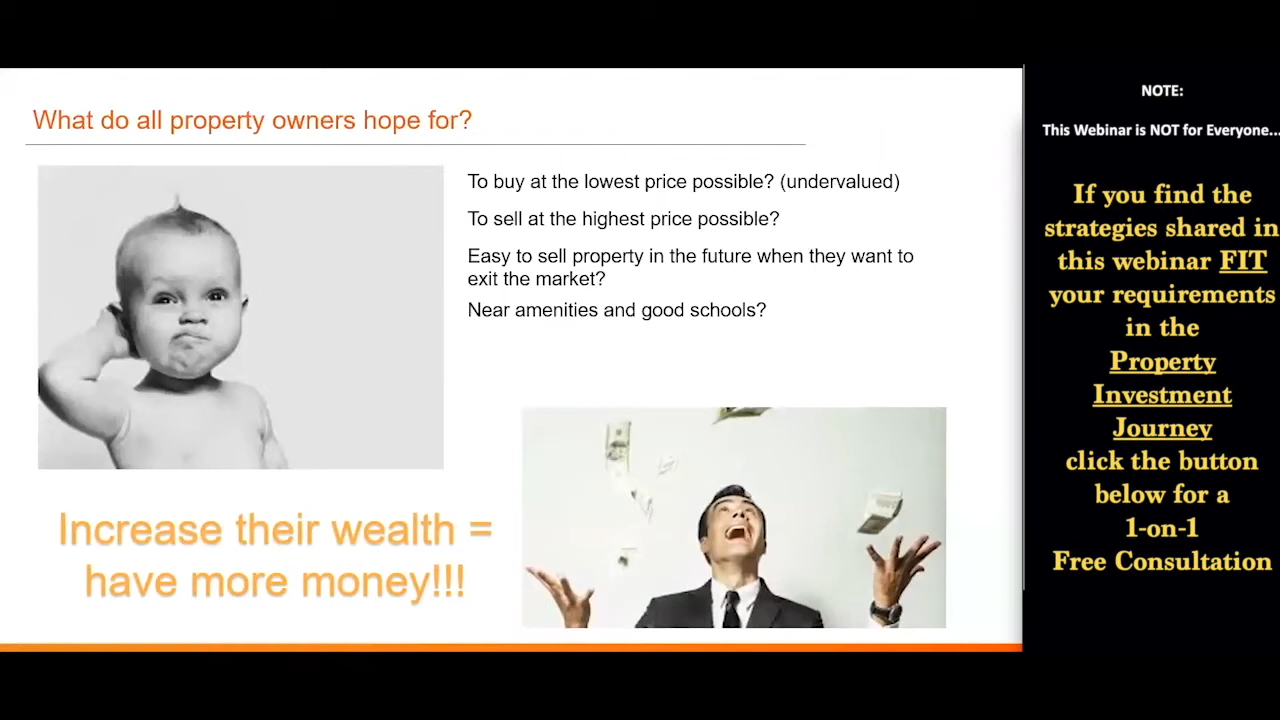 What do all property owners hope for?
To buy at the lowest price possible? (undervalued)
To sell at the highest price possible?
Easy to sell property in the future when they want to
exit the market?
Near amenities and good schools?
Increase their wealth =
have more money!!!
NOTE:
This Webinar is NOT for Everyone...
If you find the
strategies shared in
this webinar FIT
your requirements
in the
Property
Investment
Journey
click the button
below for a
1-on-1
Free Consultation